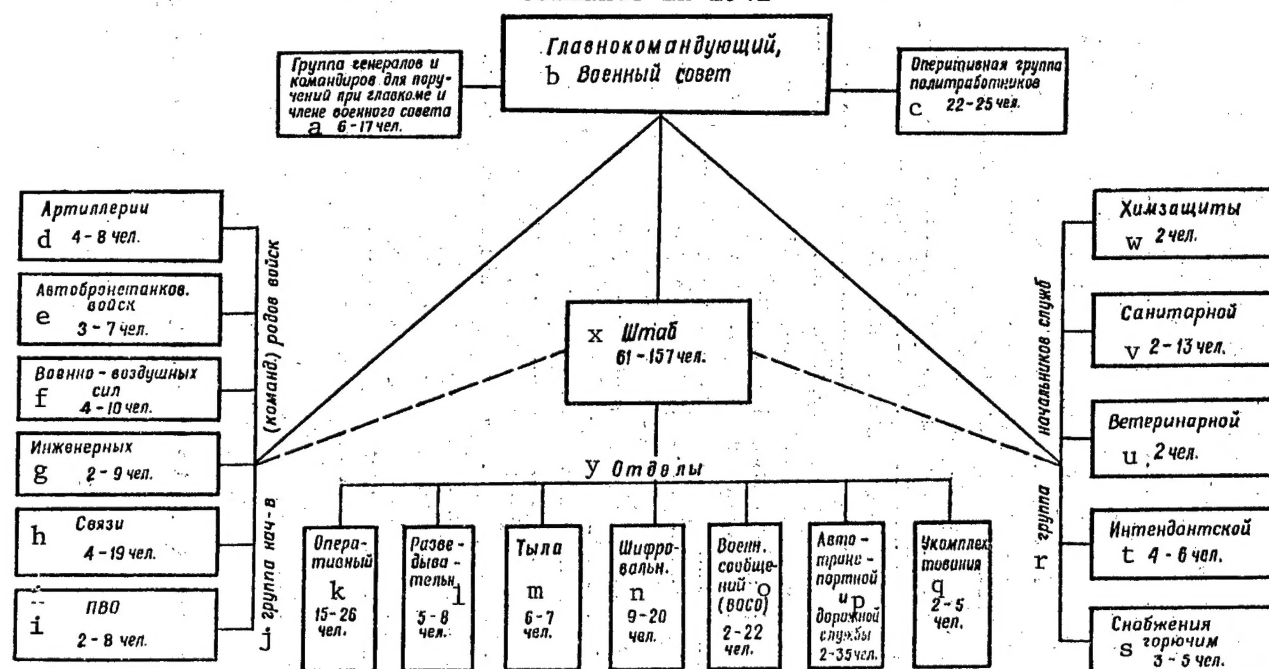 Главнокомандующий,
b Военный совет
Группа генералов и
командиров для пору-
чений при главкоме и
члене военного совета
a 6-17 чел.
Оперитивная группа
политработников
c 22-25 чел.
Артиллерии
d 4-8 чел.
Автобронетанков.
войск
e 3-7 чел.
Военно-воздушных
сил
f 4-10 чел.
Инженерных
g 2-9 чел.
h Связи
4-19 чел.
i ПВО
2-8 чел.
j группа нач-в
(команд.) родов войск
x Штаб
61-157 чел.
y Отделы
Опера-
тивный
k
15-26
чел.
Разве-
дыва-
тельн.
l
5-8
чел.
Тыла
m
6-7
чел.
Шифро-
вальн.
n
9-20
чел.
Военн.
сообще-
ний o
(ВОСО)
2-22
чел.
Авто-
транс-
портной
и p
дорожной
службы
2-35 чел.
Укомплек
тования
q
2-5
чел.
r группа
начальников служб
Химзащиты
w 2 чел.
Санитарной
v 2-13 чел.
Ветеринарной
u 2 чел.
Интендантской
t 4-6 чел.
Снабжения
s горючим
3-5 чел.